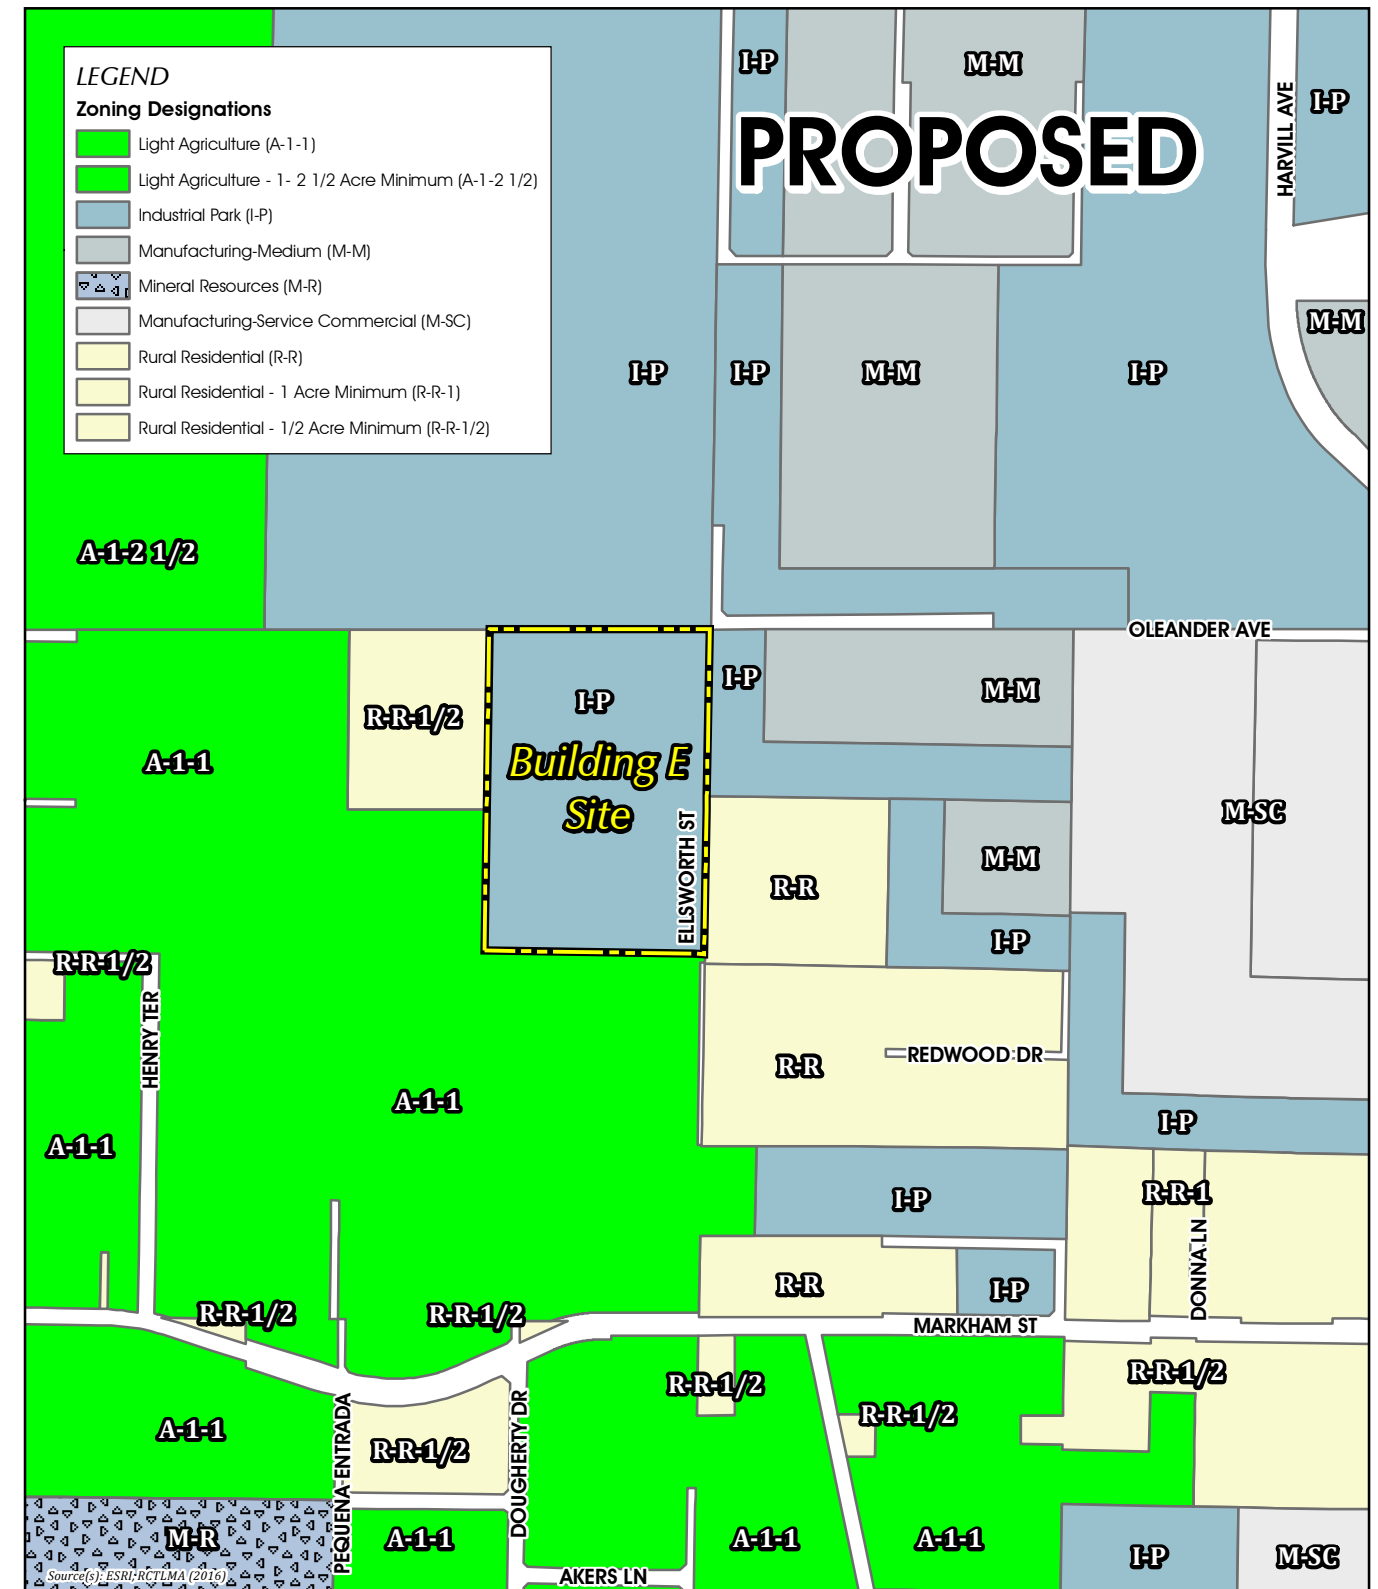 LEGEND
Zoning Designations
Light Agriculture (A-1-1)
Light Agriculture - 1- 2 1/2 Acre Minimum (A-1-2 1/2)
Industrial Park (I-P)
Manufacturing-Medium (M-M)
Mineral Resources (M-R)
Manufacturing-Service Commercial (M-SC)
Rural Residential (R-R)
Rural Residential - 1 Acre Minimum (R-R-1)
Rural Residential - 1/2 Acre Minimum (R-R-1/2)
I-P
M-M
I-P
HARVILL AVE
PROPOSED
M-M
I-P
I-P
M-M
I-P
A-1-2 1/2
OLEANDER AVE
I-P
M-M
I-P
R-R-1/2
A-1-1
Building E
Site
ELLSWORTH ST
M-SC
M-M
R-R
I-P
R-R-1/2
HENRY TER
REDWOOD DR
R-R
A-1-1
I-P
A-1-1
R-R-1
I-P
DONNA LN
R-R
I-P
R-R-1/2
R-R-1/2
MARKHAM ST
R-R-1/2
R-R-1/2
R-R-1/2
A-1-1
R-R-1/2
PEQUENA ENTRADA
DOUGHERTY DR
M-R
A-1-1
A-1-1
A-1-1
I-P
M-SC
AKERS LN
Source(s): ESRI, RCTLMA (2016)